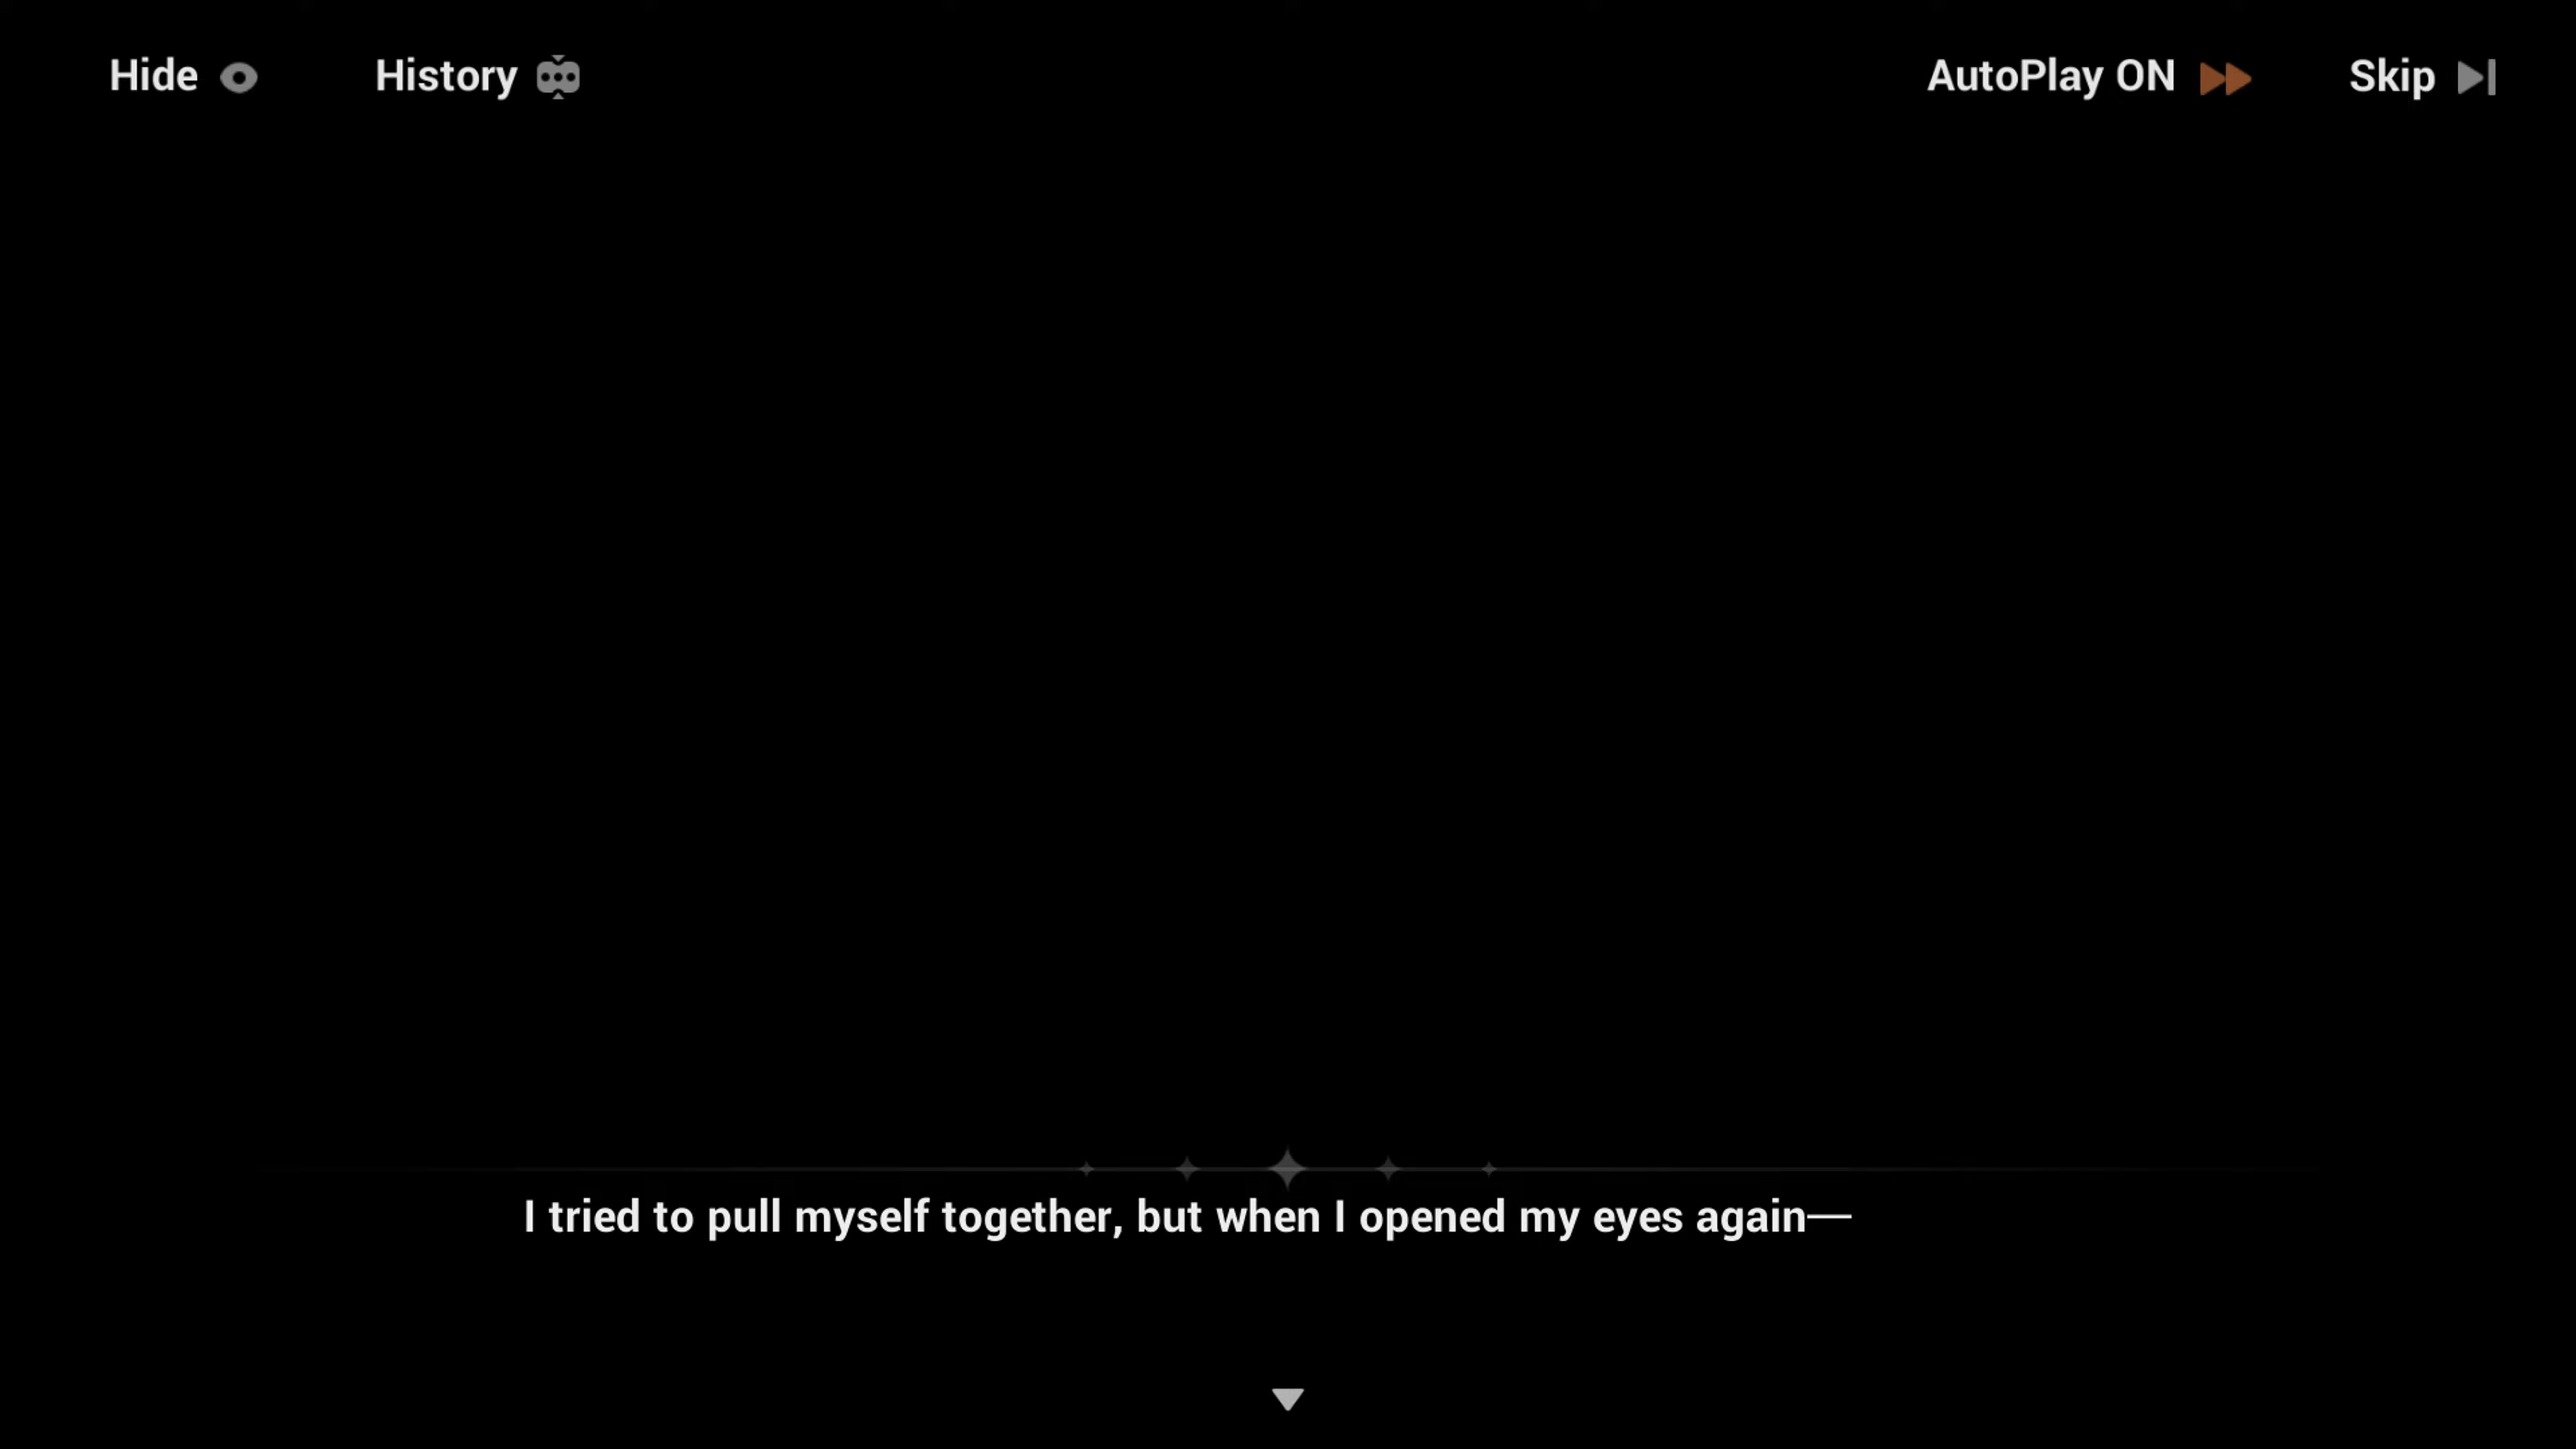 Hide
History
AutoPlay ON
Skip
I tried to pull myself together, but when I opened my eyes again—